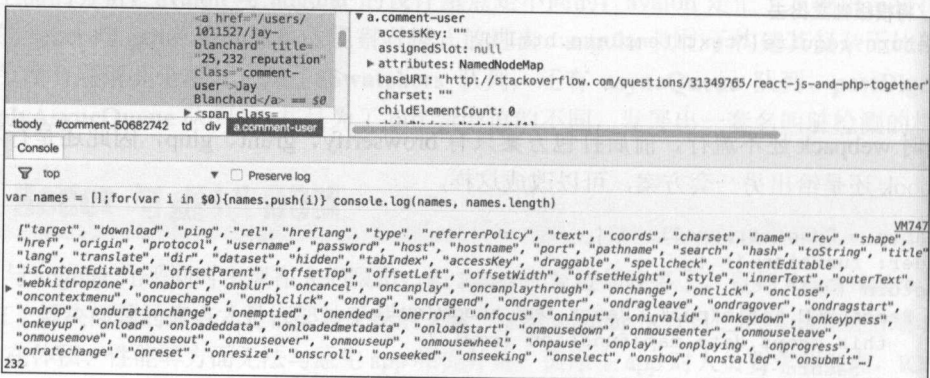 <a href="/users/
1011527/jay-
blanchard" title=
"25,232 reputation"
class="comment-
user">Jay
Blanchard</a> == $0
▶ <span class=
▼ a.comment-user
accessKey: ""
assignedSlot: null
▶ attributes: NamedNodeMap
baseURI: "http://stackoverflow.com/questions/31349765/react-js-and-php-together"
charset: ""
childElementCount: 0
tbody #comment-50682742 td div a.comment-user
Console
top ▼ Preserve log
var names = [];for(var i in $0){names.push(i)} console.log(names, names.length)
VM747
["target", "download", "ping", "rel", "hreflang", "type", "referrerPolicy", "text", "coords", "charset", "name", "rev", "shape",
"href", "origin", "protocol", "username", "password", "host", "hostname", "port", "pathname", "search", "hash", "toString", "title"
"lang", "translate", "dir", "dataset", "hidden", "tabIndex", "accessKey", "draggable", "spellcheck", "contentEditable",
"isContentEditable", "offsetParent", "offsetTop", "offsetLeft", "offsetWidth", "offsetHeight", "style", "innerText", "outerText",
"webkitdropzone", "onabort", "onblur", "oncancel", "oncanplay", "oncanplaythrough", "onchange", "onclick", "onclose",
"oncontextmenu", "oncuechange", "ondblclick", "ondrag", "ondragend", "ondragenter", "ondragleave", "ondragover", "ondragstart",
"ondrop", "ondurationchange", "onemptied", "onended", "onerror", "onfocus", "oninput", "oninvalid", "onkeydown", "onkeypress",
"onkeyup", "onload", "onloadeddata", "onloadedmetadata", "onloadstart", "onmousedown", "onmouseenter", "onmouseleave",
"onmousemove", "onmouseout", "onmouseover", "onmouseup", "onmousewheel", "onpause", "onplay", "onplaying", "onprogress",
"onratechange", "onreset", "onresize", "onscroll", "onseeked", "onseeking", "onselect", "onshow", "onstalled", "onsubmit"…]
232